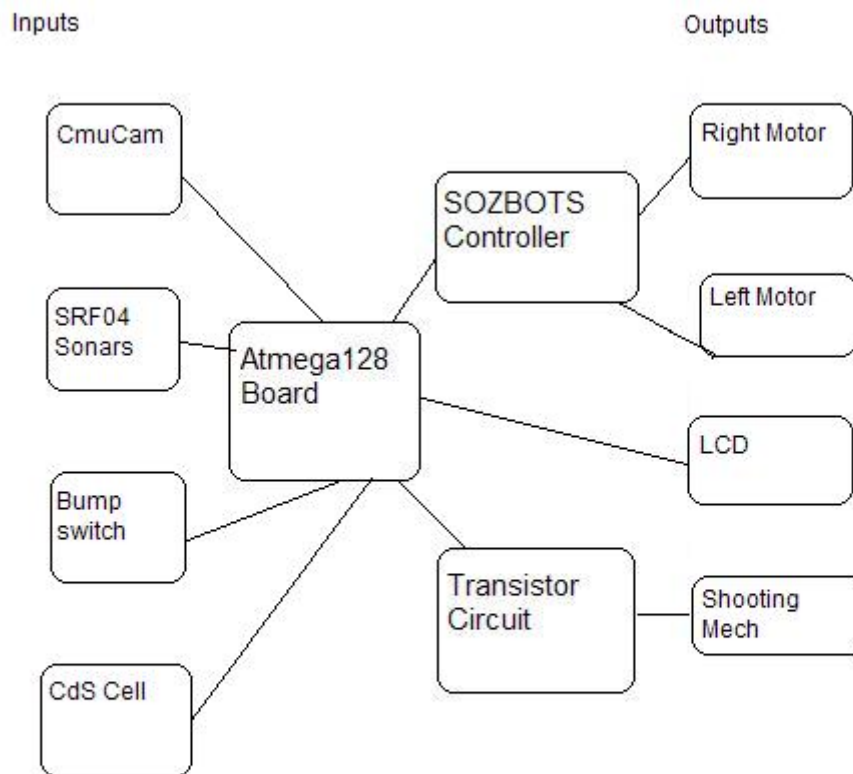 Inputs
Outputs
CmuCam
Right Motor
SOZBOTS
Controller
SRF04
Sonars
Left Motor
Atmega128
Board
LCD
Bump
switch
Transistor
Circuit
Shooting
Mech
CdS Cell